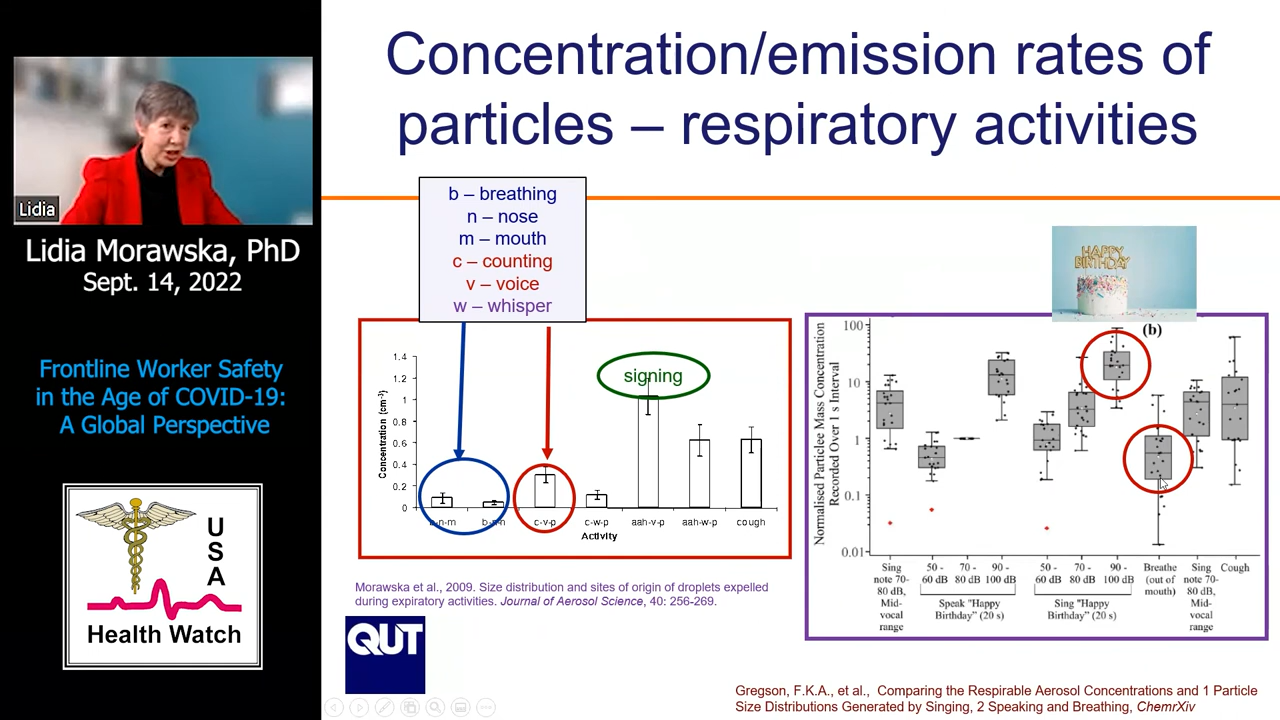 Concentration/emission rates of
particles – respiratory activities
Lidia
Lidia Morawska, PhD
Sept. 14, 2022
Frontline Worker Safety
in the Age of COVID-19:
A Global Perspective
USA
Health Watch
b – breathing
n – nose
m – mouth
c – counting
v – voice
w – whisper
signing
1.4
1.2
1
0.8
0.6
0.4
0.2
0
Concentration (cm⁻³)
b-n-m
b-n-n
c-v-p
c-w-p
aah-v-p
aah-w-p
cough
Activity
Morawska et al., 2009. Size distribution and sites of origin of droplets expelled
during expiratory activities. Journal of Aerosol Science, 40: 256-269.
QUT
HAPPY
BIRTHDAY
(b)
Normalised Particlee Mass Concentration
Recorded Over 1 s Interval
100
10
1
0.1
0.01
Sing
note 70-
80 dB,
Mid-
vocal
range
50 -
60 dB
70 -
80 dB
90 -
100 dB
Speak "Happy
Birthday" (20 s)
50 -
60 dB
70 -
80 dB
90 -
100 dB
Sing "Happy
Birthday" (20 s)
Breathe
(out of
mouth)
Sing
note 70-
80 dB,
Mid-
vocal
range
Cough
Gregson, F.K.A., et al., Comparing the Respirable Aerosol Concentrations and 1 Particle
Size Distributions Generated by Singing, 2 Speaking and Breathing, ChemrXiv